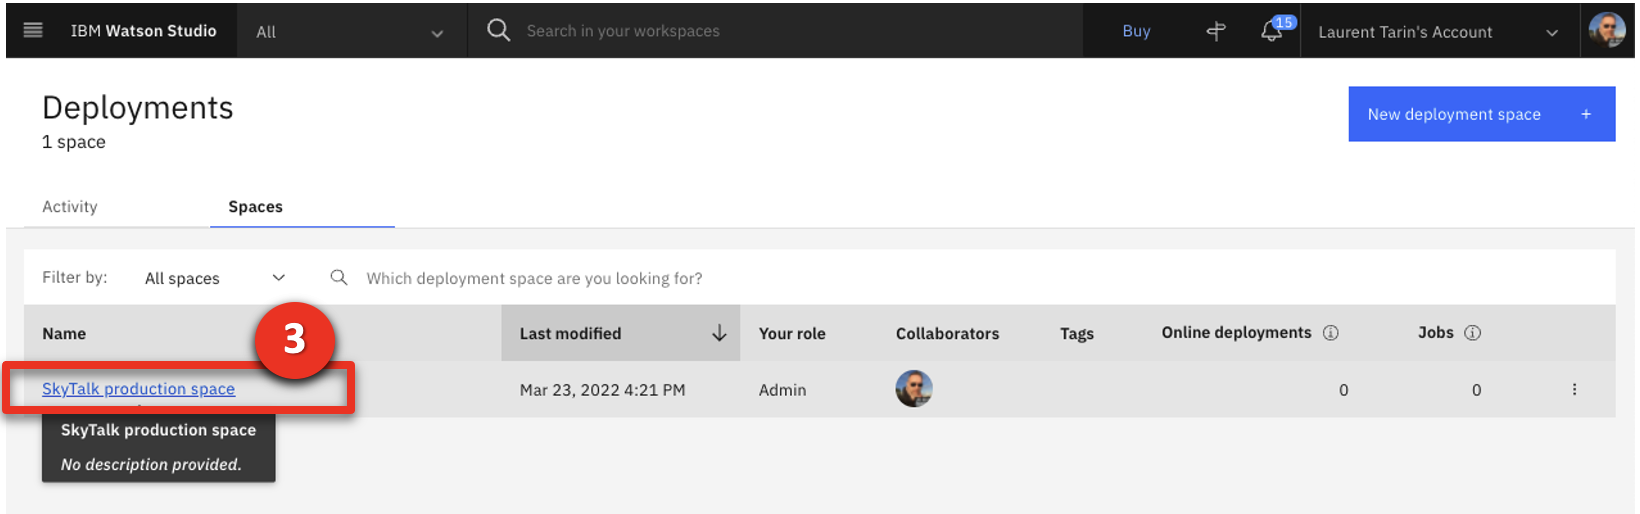 IBM Watson Studio
All
Search in your workspaces
Buy
15
Laurent Tarin's Account
Deployments
1 space
New deployment space +
Activity
Spaces
Filter by:
All spaces
Which deployment space are you looking for?
Name
Last modified
Your role
Collaborators
Tags
Online deployments
Jobs
3
SkyTalk production space
Mar 23, 2022 4:21 PM
Admin
0
0
SkyTalk production space
No description provided.